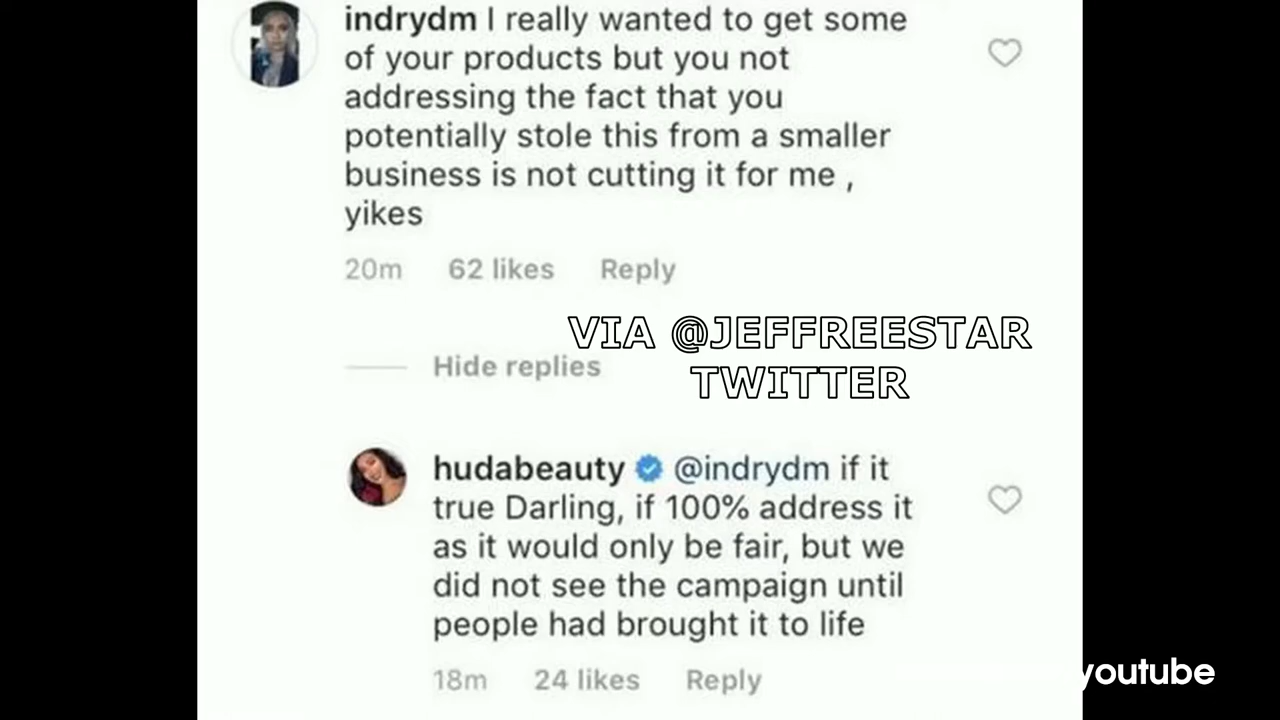 indrydm I really wanted to get some
of your products but you not
addressing the fact that you
potentially stole this from a smaller
business is not cutting it for me ,
yikes
20m 62 likes Reply
VIA @JEFFREESTAR
TWITTER
Hide replies
hudabeauty @indrydm if it
true Darling, if 100% address it
as it would only be fair, but we
did not see the campaign until
people had brought it to life
18m 24 likes Reply
youtube